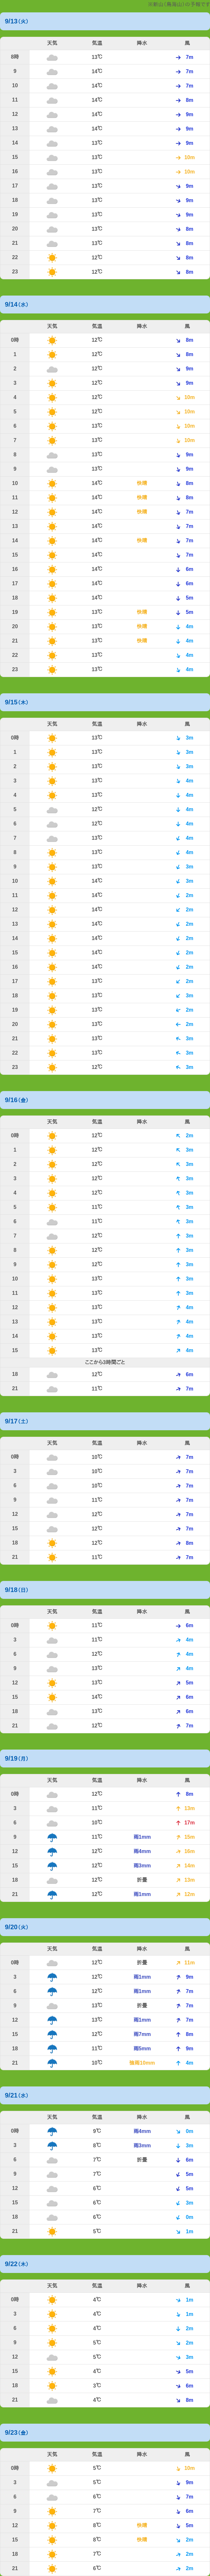 9/13(火)
天気 気温 降水 風
8時 13℃ 7m
9 14℃ 7m
10 14℃ 7m
11 14℃ 8m
12 14℃ 9m
13 14℃ 9m
14 13℃ 9m
15 13℃ 10m
16 13℃ 10m
17 13℃ 9m
18 13℃ 9m
19 13℃ 9m
20 13℃ 8m
21 13℃ 8m
22 12℃ 8m
23 12℃ 8m
9/14(水)
天気 気温 降水 風
0時 12℃ 8m
1 12℃ 8m
2 12℃ 9m
3 12℃ 9m
4 12℃ 10m
5 12℃ 10m
6 12℃ 10m
7 12℃ 10m
8 13℃ 9m
9 13℃ 9m
10 14℃ 快晴 8m
11 14℃ 快晴 8m
12 14℃ 快晴 7m
13 14℃ 7m
14 14℃ 快晴 7m
15 14℃ 7m
16 14℃ 6m
17 14℃ 6m
18 14℃ 5m
19 13℃ 快晴 5m
20 13℃ 快晴 4m
21 13℃ 快晴 4m
22 13℃ 4m
23 13℃ 4m
9/15(木)
天気 気温 降水 風
0時 13℃ 3m
1 13℃ 3m
2 13℃ 3m
3 13℃ 4m
4 13℃ 4m
5 12℃ 4m
6 12℃ 4m
7 13℃ 4m
8 13℃ 4m
9 13℃ 3m
10 14℃ 3m
11 14℃ 2m
12 14℃ 2m
13 14℃ 2m
14 14℃ 2m
15 14℃ 2m
16 14℃ 2m
17 13℃ 2m
18 13℃ 3m
19 13℃ 2m
20 13℃ 2m
21 13℃ 3m
22 13℃ 3m
23 12℃ 3m
9/16(金)
天気 気温 降水 風
0時 12℃ 2m
1 12℃ 3m
2 12℃ 3m
3 12℃ 3m
4 12℃ 3m
5 11℃ 3m
6 11℃ 3m
7 12℃ 3m
8 12℃ 3m
9 12℃ 3m
10 13℃ 3m
11 13℃ 3m
12 13℃ 4m
13 13℃ 4m
14 13℃ 4m
15 13℃ 4m
ここから3時間ごと
18 12℃ 6m
21 11℃ 7m
9/17(土)
天気 気温 降水 風
0時 10℃ 7m
3 10℃ 7m
6 10℃ 7m
9 11℃ 7m
12 12℃ 7m
15 12℃ 7m
18 12℃ 8m
21 11℃ 7m
9/18(日)
天気 気温 降水 風
0時 11℃ 6m
3 11℃ 4m
6 12℃ 4m
9 13℃ 4m
12 13℃ 5m
15 14℃ 6m
18 13℃ 6m
21 12℃ 7m
9/19(月)
天気 気温 降水 風
0時 12℃ 8m
3 11℃ 13m
6 10℃ 17m
9 11℃ 雨1mm 15m
12 12℃ 雨4mm 16m
15 12℃ 雨3mm 14m
18 12℃ 折畳 13m
21 12℃ 雨1mm 12m
9/20(火)
天気 気温 降水 風
0時 12℃ 折畳 11m
3 12℃ 雨1mm 9m
6 12℃ 雨1mm 7m
9 13℃ 折畳 7m
12 13℃ 雨1mm 7m
15 12℃ 雨7mm 8m
18 11℃ 雨5mm 9m
21 10℃ 4m
9/21(水)
天気 気温 降水 風
0時 9℃ 雨4mm 0m
3 8℃ 雨3mm 3m
6 7℃ 折畳 6m
9 7℃ 5m
12 6℃ 5m
15 6℃ 3m
18 6℃ 0m
21 5℃ 1m
9/22(木)
天気 気温 降水 風
0時 4℃ 1m
3 4℃ 1m
6 4℃ 2m
9 5℃ 2m
12 5℃ 3m
15 4℃ 5m
18 3℃ 6m
21 4℃ 8m
9/23(金)
天気 気温 降水 風
0時 5℃ 10m
3 5℃ 9m
6 6℃ 7m
9 7℃ 6m
12 8℃ 快晴 5m
15 8℃ 快晴 2m
18 7℃ 2m
21 6℃ 2m